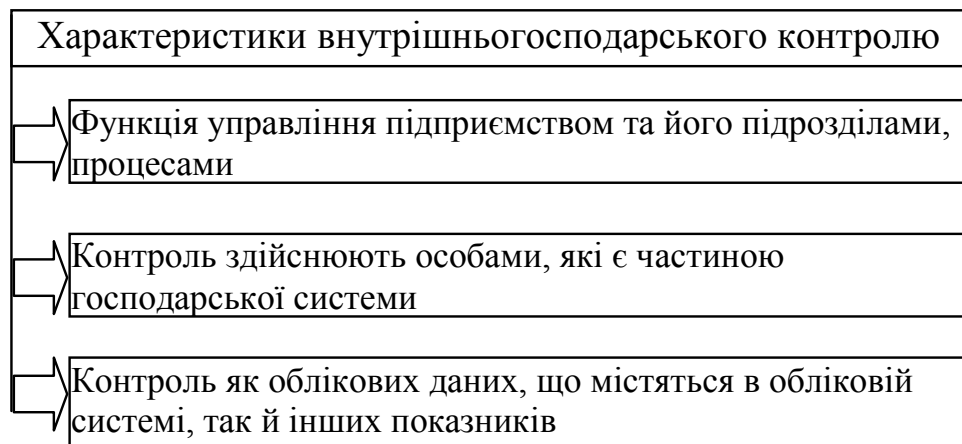 Характеристики внутрішньогосподарського контролю
Функція управління підприємством та його підрозділами,
процесами
Контроль здійснюють особами, які є частиною
господарської системи
Контроль як облікових даних, що містяться в обліковій
системі, так й інших показників